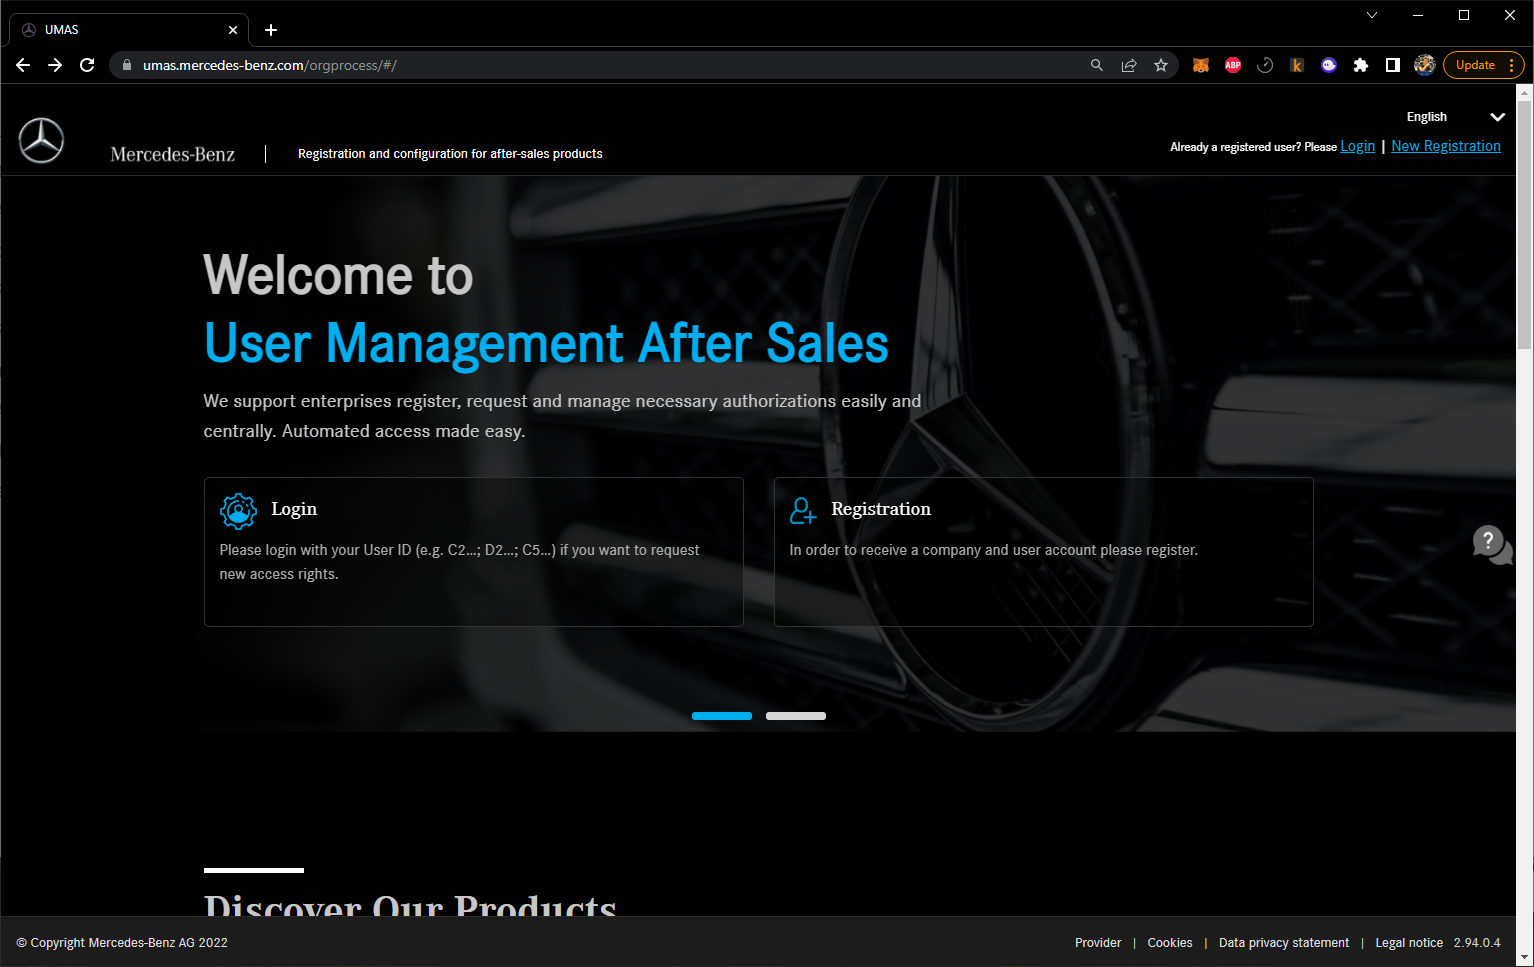 UMAS
umas.mercedes-benz.com/orgprocess/#/
ABP
k
Update
English
Mercedes-Benz
Registration and configuration for after-sales products
Already a registered user? Please Login | New Registration
Welcome to
User Management After Sales
We support enterprises register, request and manage necessary authorizations easily and
centrally. Automated access made easy.
Login
Please login with your User ID (e.g. C2...; D2...; C5...) if you want to request
new access rights.
Registration
In order to receive a company and user account please register.
?
Discover Our Products
© Copyright Mercedes-Benz AG 2022
Provider | Cookies | Data privacy statement | Legal notice 2.94.0.4